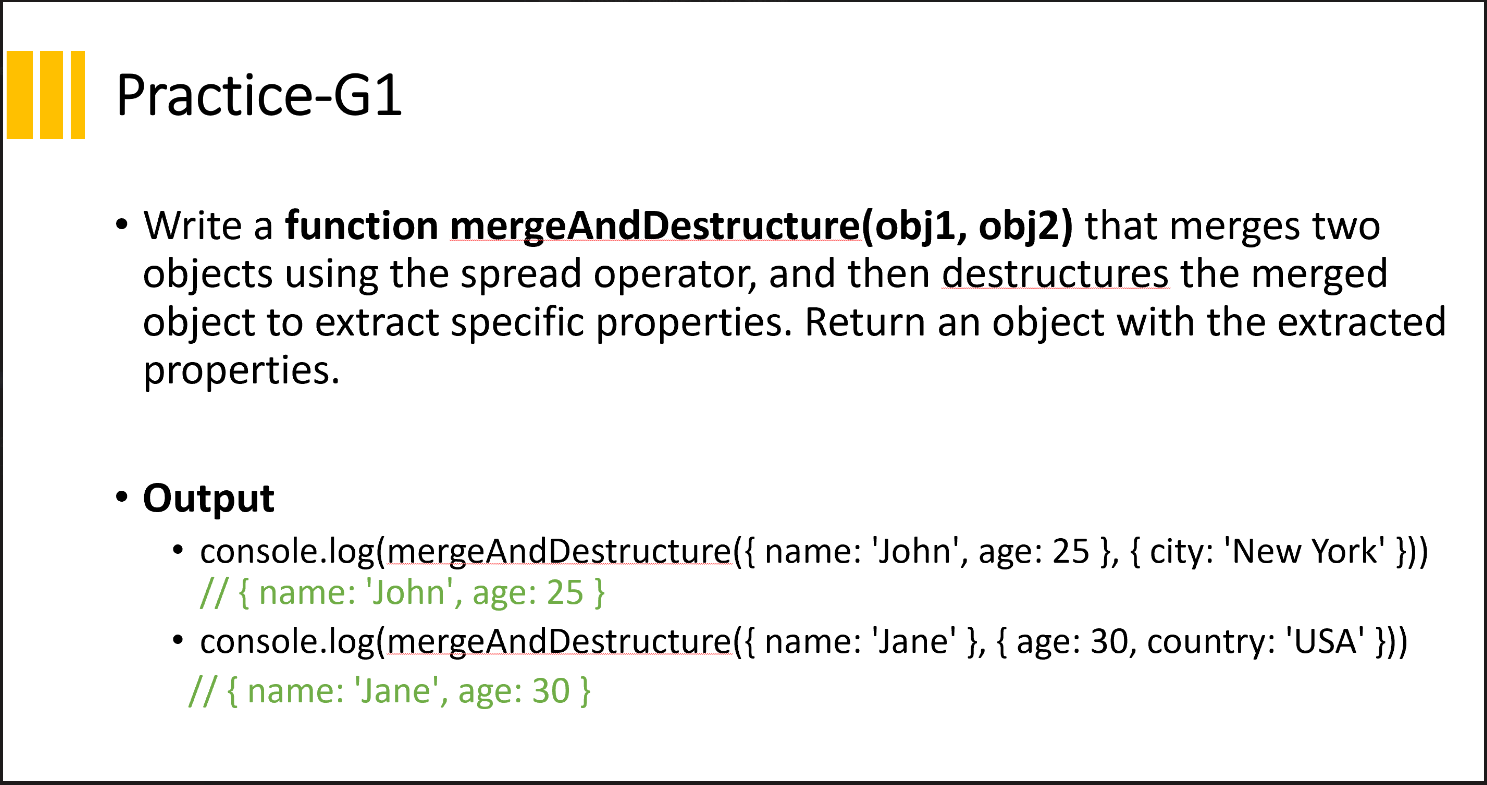 Practice-G1
• Write a function mergeAndDestructure(obj1, obj2) that merges two
objects using the spread operator, and then destructures the merged
object to extract specific properties. Return an object with the extracted
properties.
• Output
• console.log(mergeAndDestructure({ name: 'John', age: 25 }, { city: 'New York' }))
// { name: 'John', age: 25 }
• console.log(mergeAndDestructure({ name: 'Jane' }, { age: 30, country: 'USA' }))
// { name: 'Jane', age: 30 }